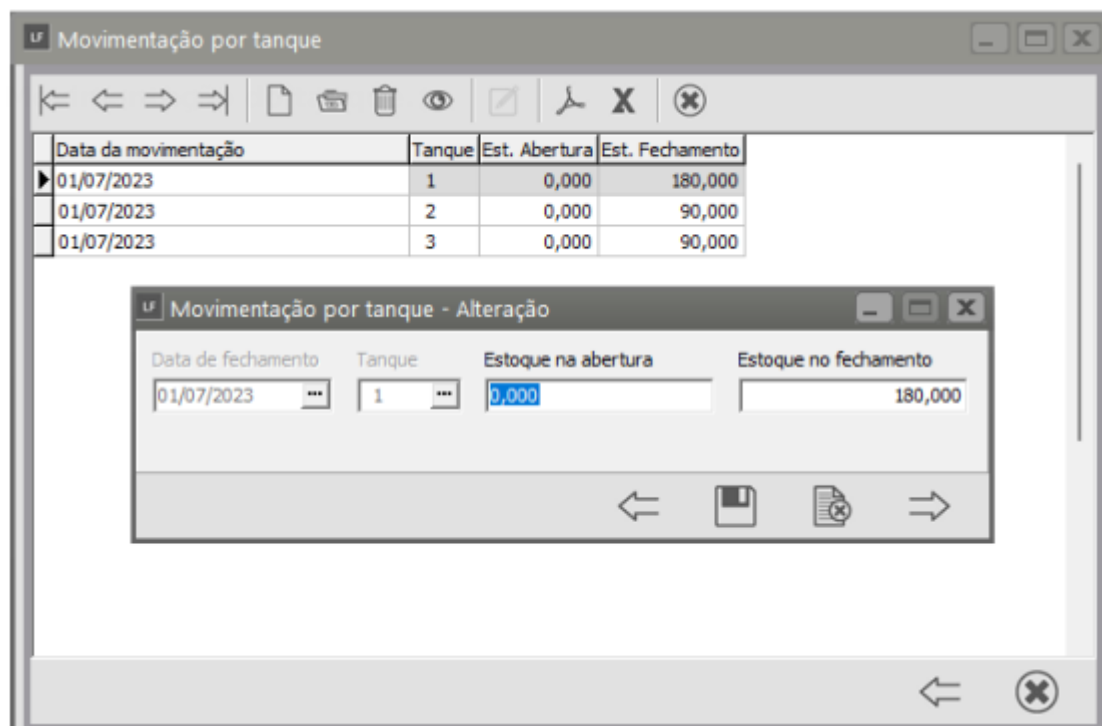 LF Movimentação por tanque
Data da movimentação Tanque Est. Abertura Est. Fechamento
01/07/2023 1 0,000 180,000
01/07/2023 2 0,000 90,000
01/07/2023 3 0,000 90,000
LF Movimentação por tanque - Alteração
Data de fechamento Tanque Estoque na abertura Estoque no fechamento
01/07/2023 ... 1 ... 0,000 180,000